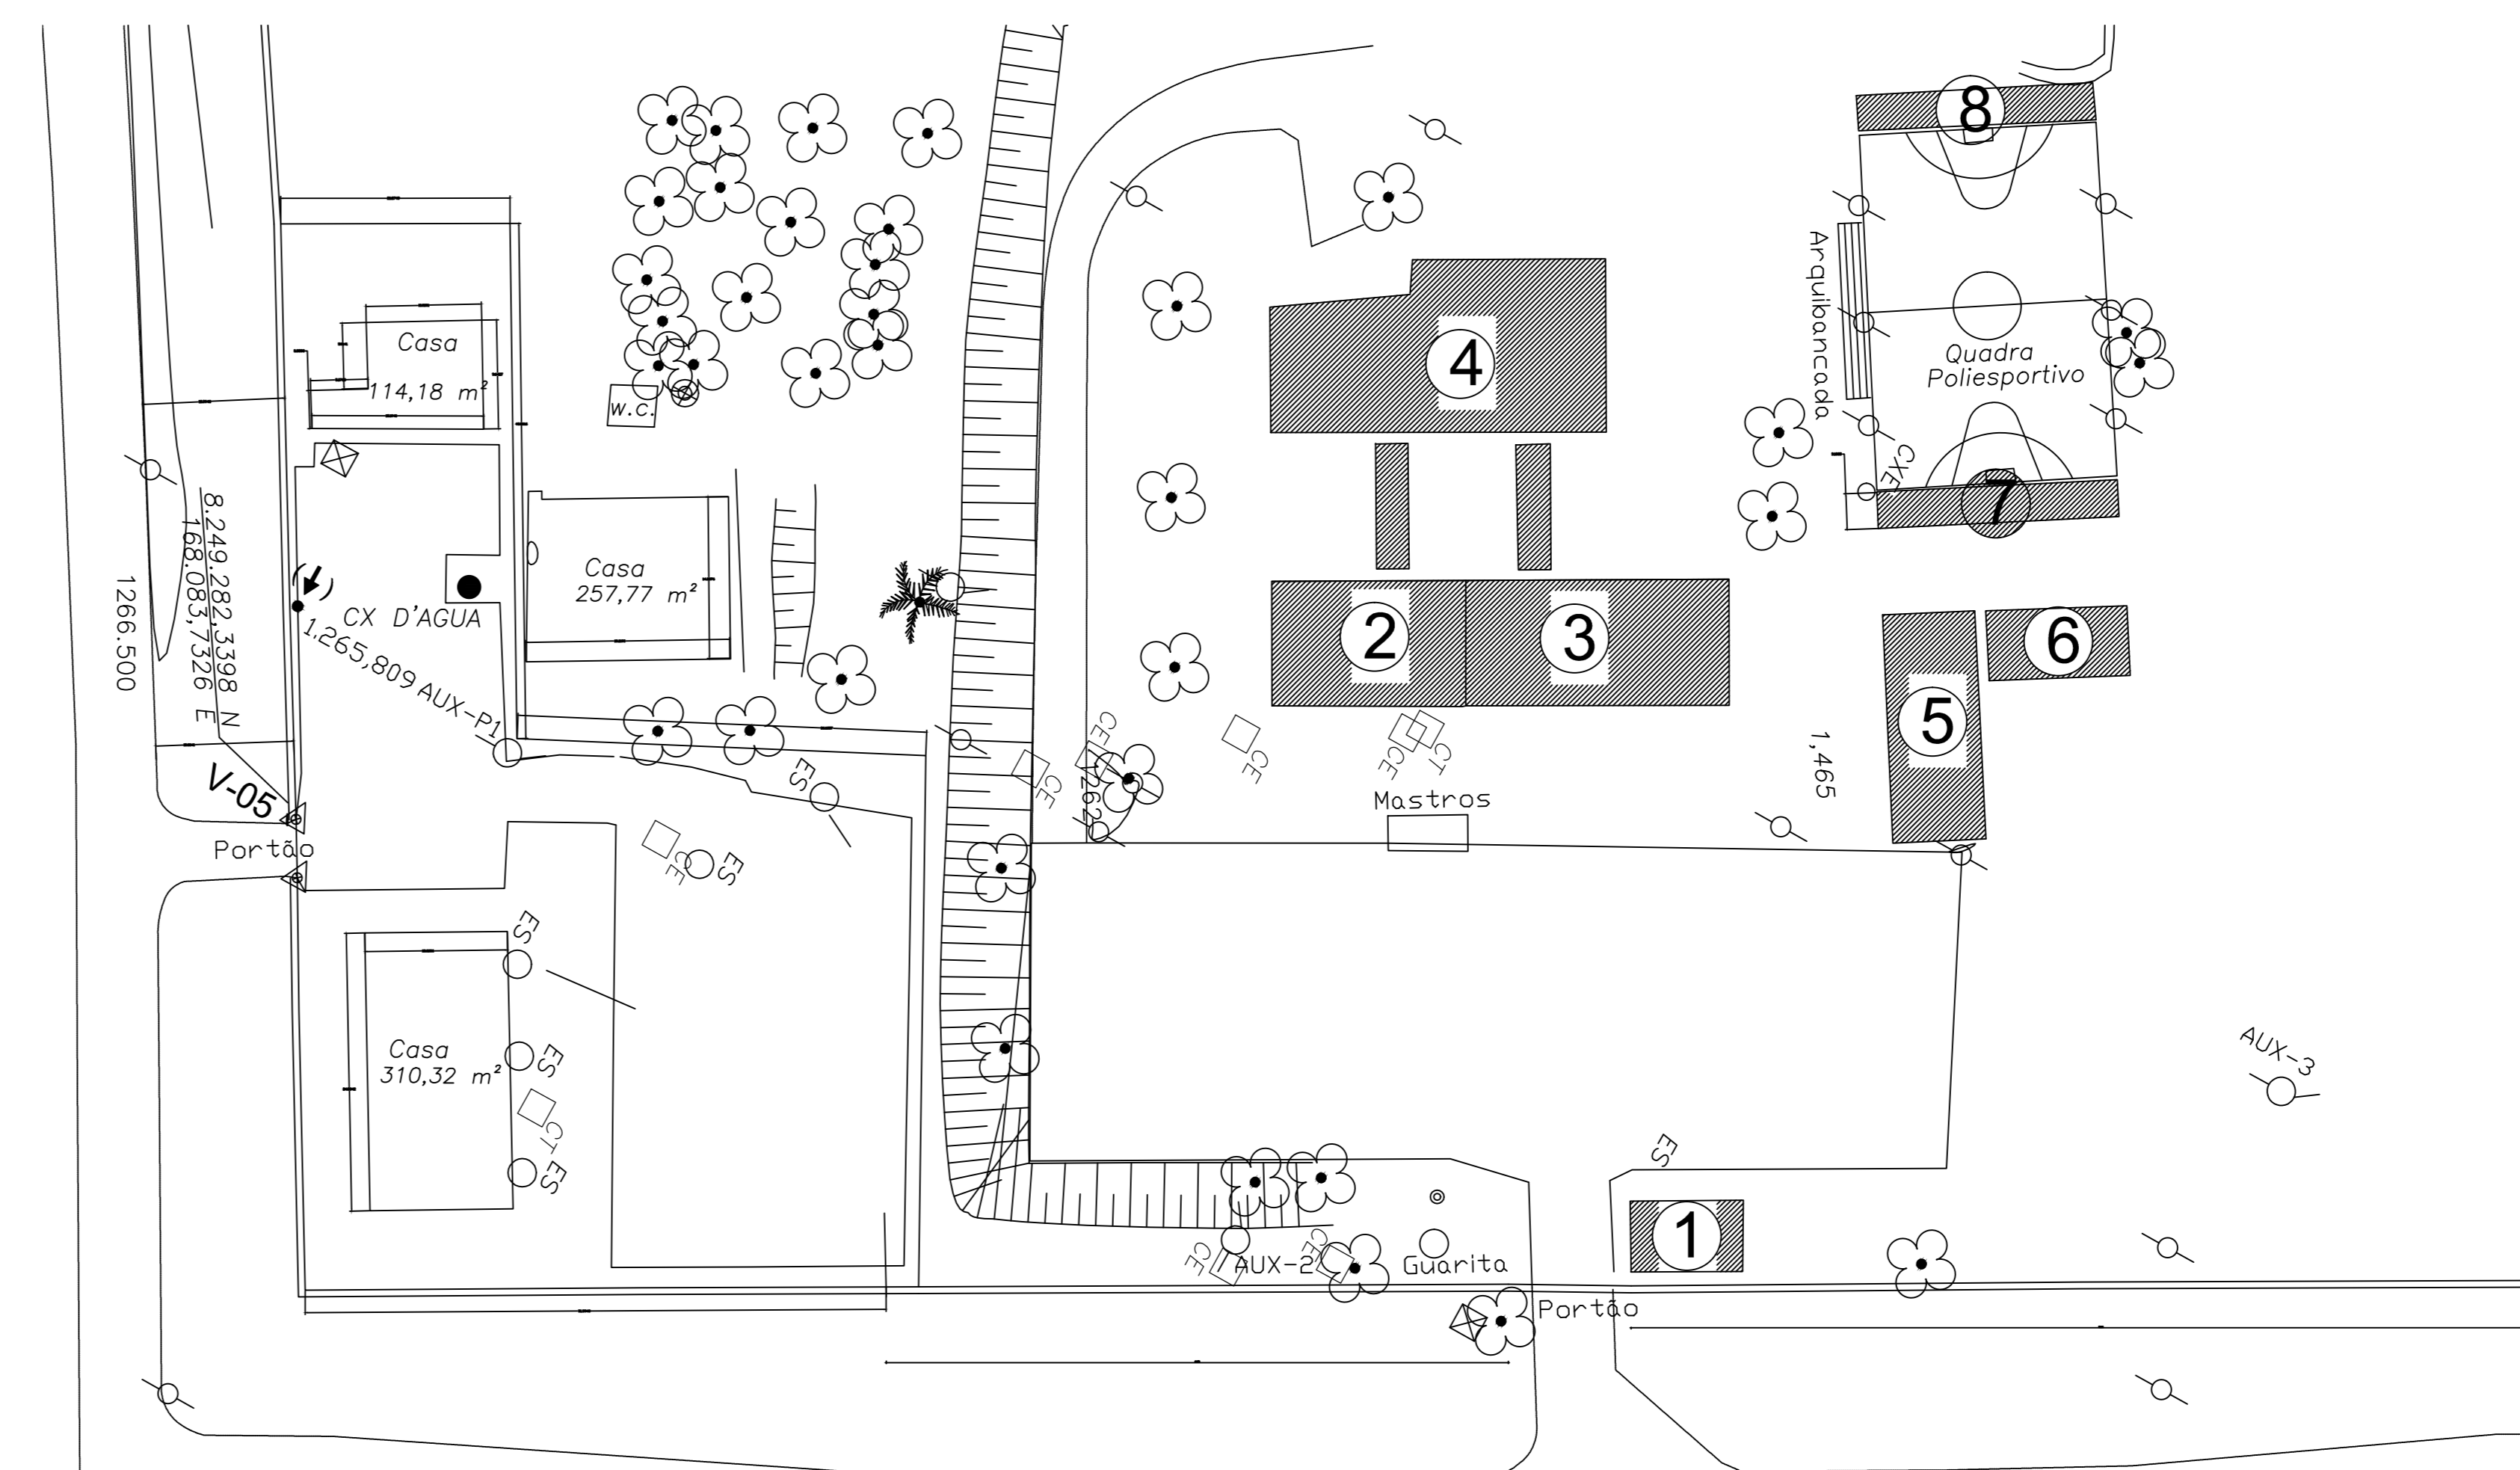 8
Arquibancada
Quadra
Poliesportivo
Casa
114,18 m²
4
w.c.
CXE
7
8.249.282,3398 N
168.083,7326 E
1266.500
CX D'AGUA
Casa
257,77 m²
1.265,809 AUX-P1
2
3
6
5
1,465
V-05
Portão
ES
CE
CE
CE
CE
CT
Mastros
CE
ES
ES
Casa
310,32 m²
ES
CT
ES
AUX-3
ES
1
CE
CE
AUX-2
Guarita
Portão